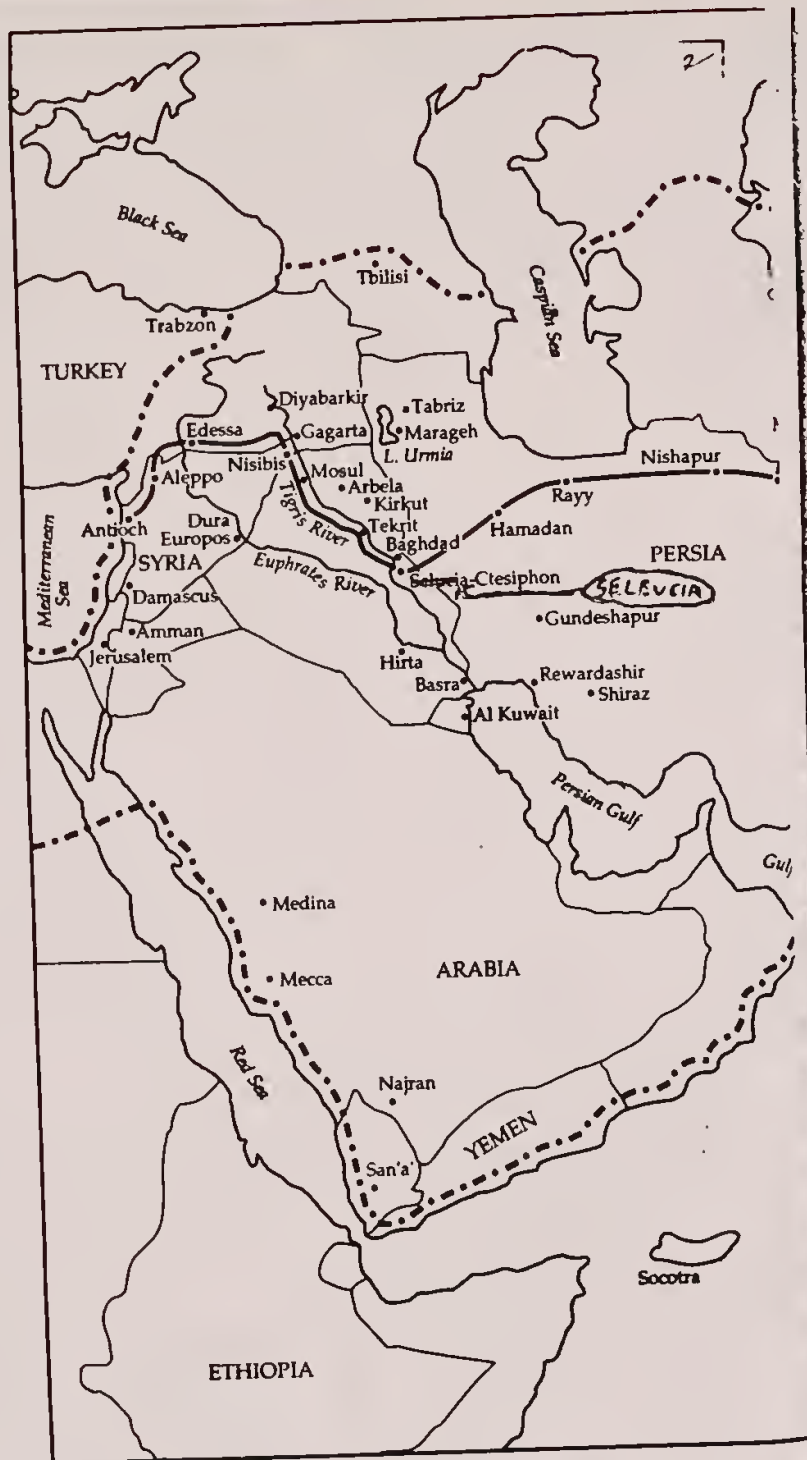 2
Black Sea
Tbilisi
Caspian Sea
Trabzon
TURKEY
Diyabarkir
Tabriz
Edessa
Gagarta
Marageh
L. Urmia
Nishapur
Nisibis
Mosul
Aleppo
Arbela
Rayy
Kirkut
Antioch
Dura
Europos
Tigris River
Tekrit
Hamadan
Baghdad
PERSIA
Mediterranean
Sea
SYRIA
Euphrates River
-Ctesiphon
SELEUCIA
Damascus
Gundeshapur
Amman
Jerusalem
Hirta
Basra
Rewardashir
Shiraz
Al Kuwait
Persian Gulf
Gulf
Medina
Mecca
ARABIA
Red Sea
Najran
YEMEN
San'a'
Socotra
ETHIOPIA